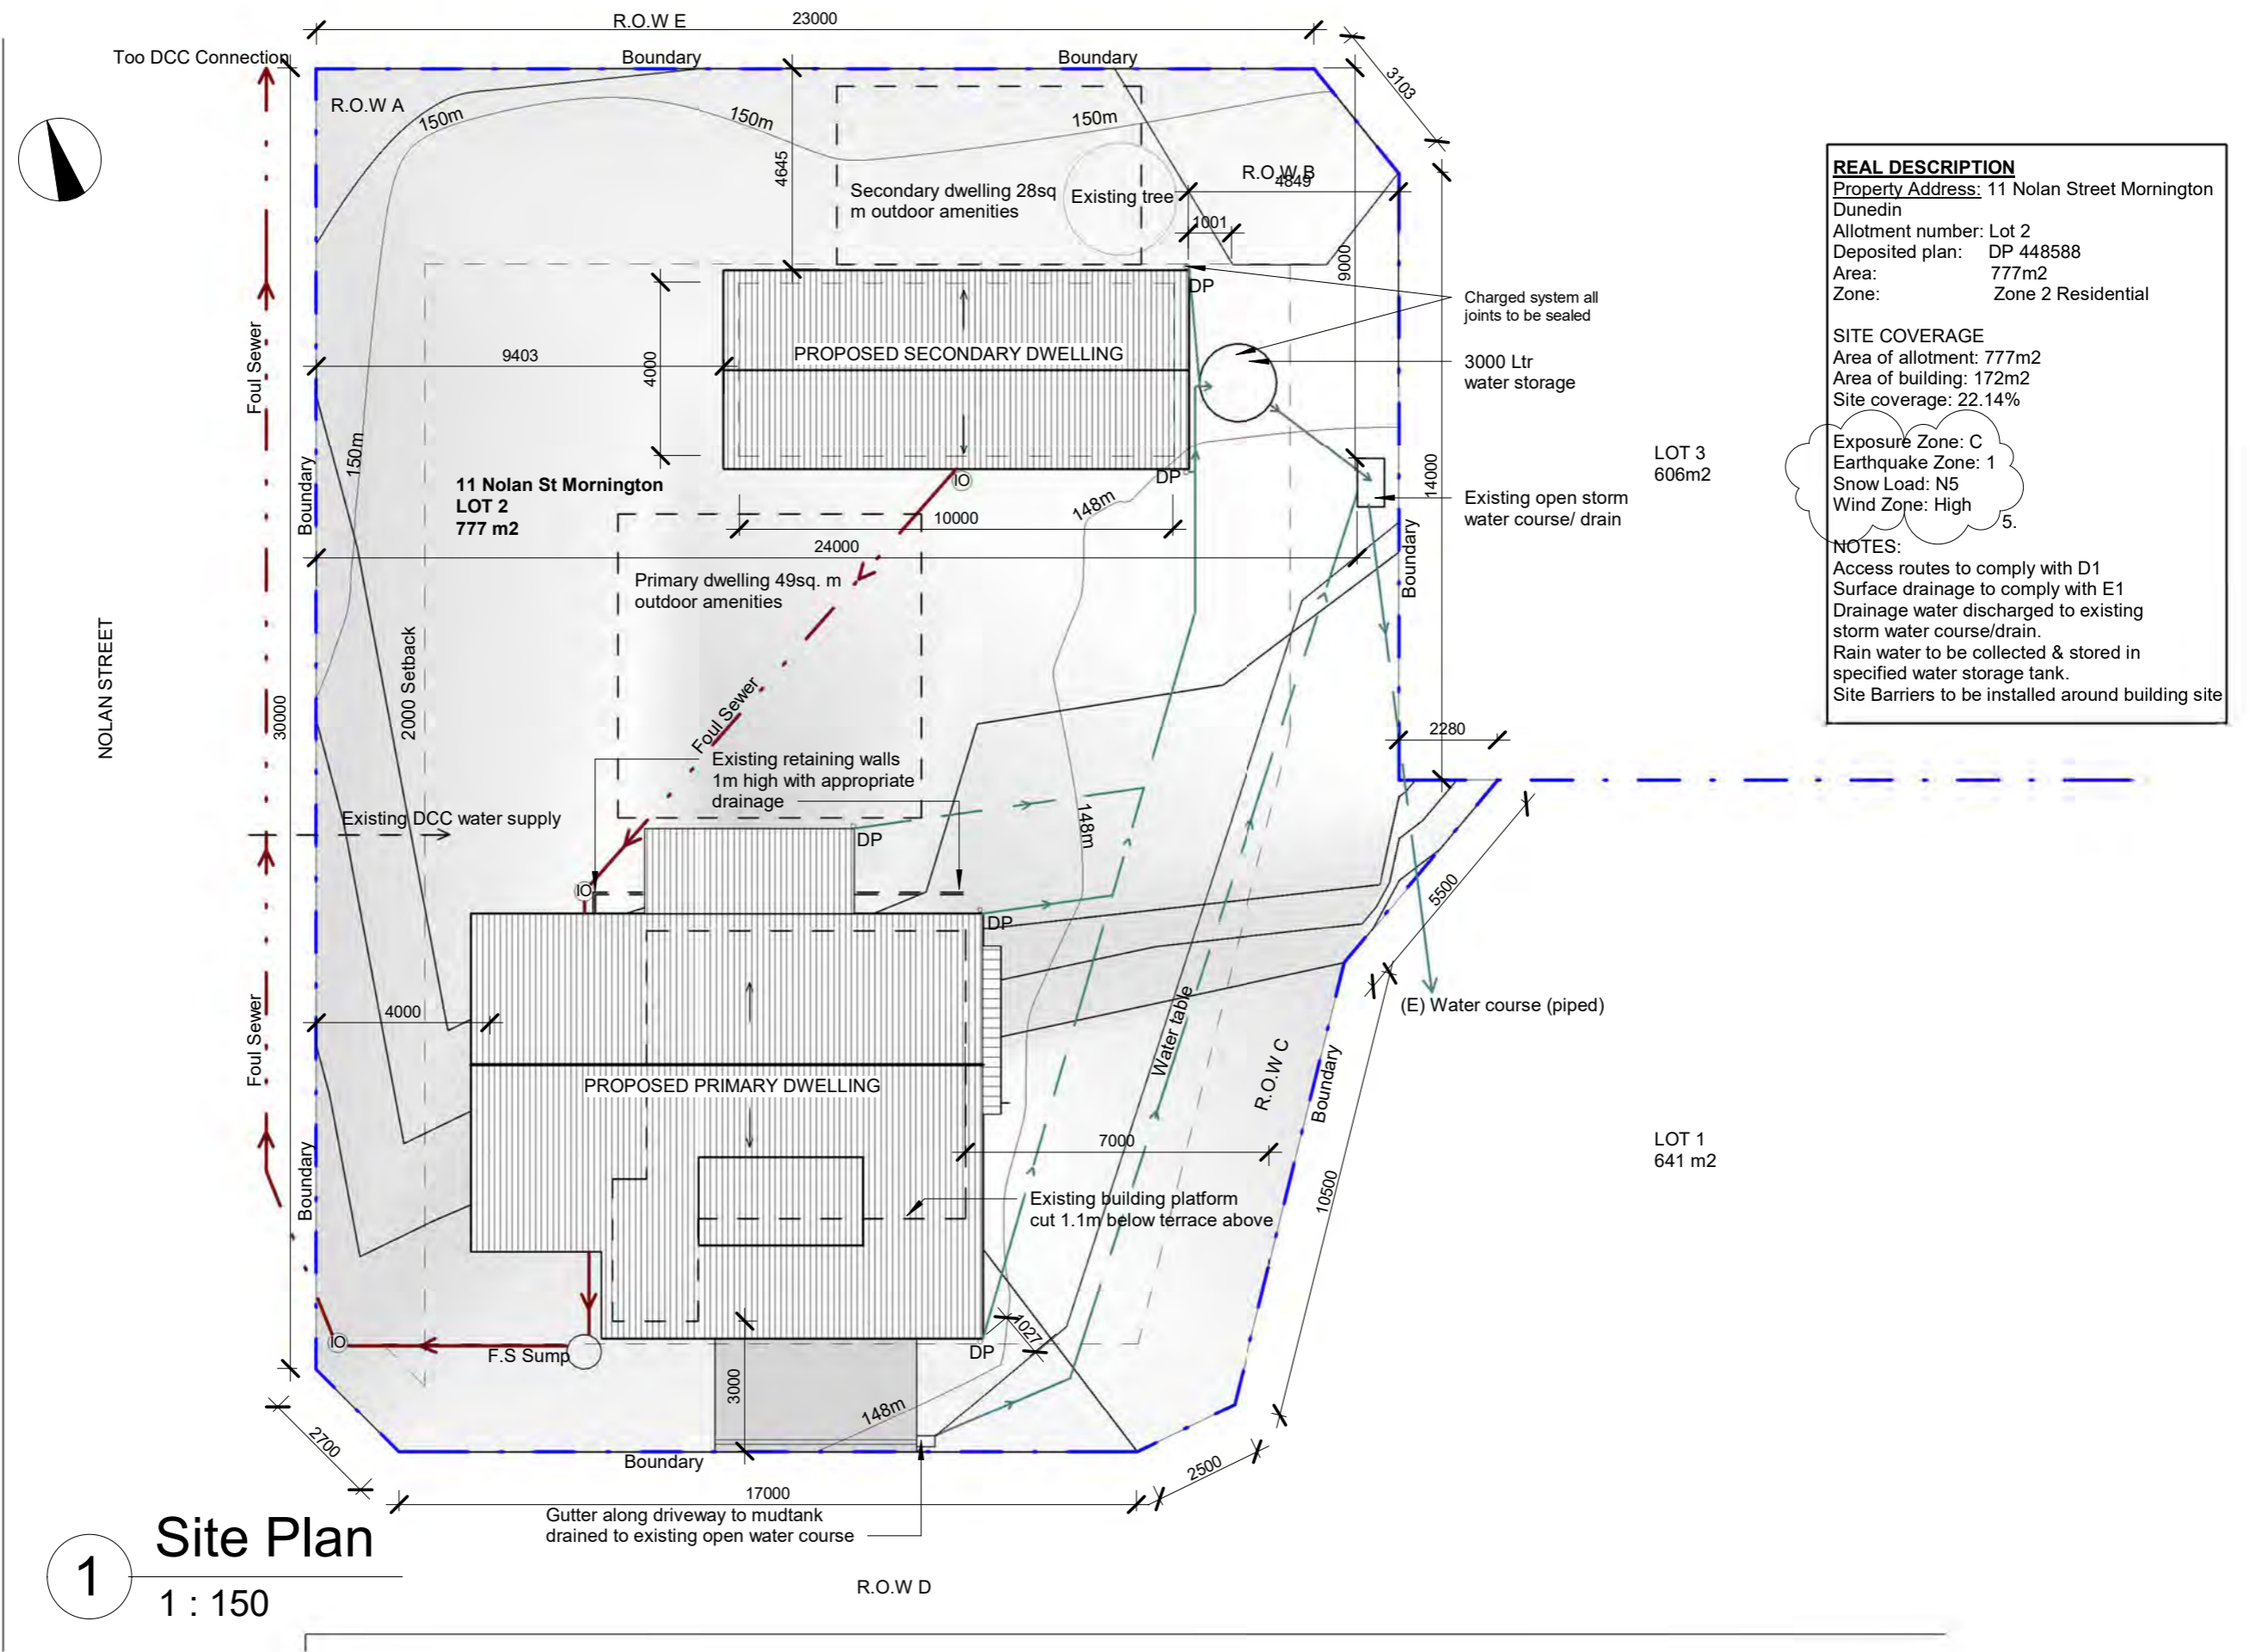 R.O.W E
23000
Too DCC Connection
Boundary
Boundary
R.O.W A
3103
150m
150m
150m
4645
R.O.W B
4849
Secondary dwelling 28sq
m outdoor amenities
Existing tree
1001
9000
DP
Charged system all
joints to be sealed
Foul Sewer
9403
4000
PROPOSED SECONDARY DWELLING
3000 Ltr
water storage
150m
Boundary
11 Nolan St Mornington
LOT 2
777 m2
IO
DP
148m
10000
14000
Existing open storm
water course/ drain
LOT 3
606m2
24000
Boundary
Primary dwelling 49sq. m
outdoor amenities
NOLAN STREET
30000
2000 Setback
Foul Sewer
2280
Existing retaining walls
1m high with appropriate
drainage
Existing DCC water supply
DP
148m
IO
5500
DP
Foul Sewer
4000
Water table
(E) Water course (piped)
R.O.W C
Boundary
PROPOSED PRIMARY DWELLING
7000
LOT 1
641 m2
Boundary
10500
Existing building platform
cut 1.1m below terrace above
IO
F.S Sump
1027
DP
3000
148m
2700
Boundary
2500
17000
Gutter along driveway to mudtank
drained to existing open water course
1
Site Plan
1 : 150
R.O.W D
REAL DESCRIPTION
Property Address: 11 Nolan Street Mornington
Dunedin
Allotment number: Lot 2
Deposited plan: DP 448588
Area: 777m2
Zone: Zone 2 Residential
SITE COVERAGE
Area of allotment: 777m2
Area of building: 172m2
Site coverage: 22.14%
Exposure Zone: C
Earthquake Zone: 1
Snow Load: N5
Wind Zone: High
5.
NOTES:
Access routes to comply with D1
Surface drainage to comply with E1
Drainage water discharged to existing
storm water course/drain.
Rain water to be collected & stored in
specified water storage tank.
Site Barriers to be installed around building site